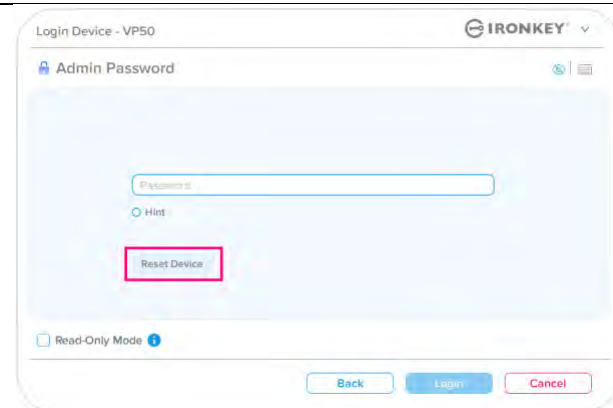 Login Device - VP50
IRONKEY
Admin Password
Password
Hint
Reset Device
Read-Only Mode
Back Login Cancel